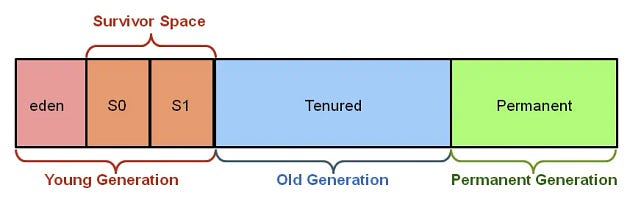 Survivor Space
eden
S0
S1
Tenured
Permanent
Young Generation
Old Generation
Permanent Generation